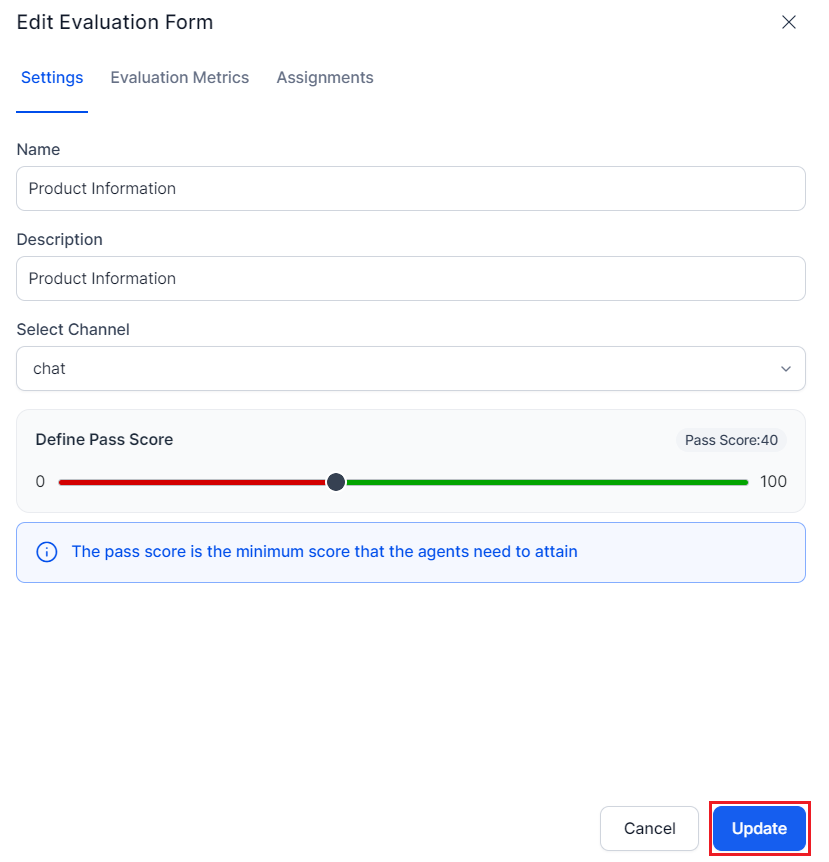 Edit Evaluation Form
Settings Evaluation Metrics Assignments
Name
Product Information
Description
Product Information
Select Channel
chat
Define Pass Score Pass Score:40
0 100
The pass score is the minimum score that the agents need to attain
Cancel Update